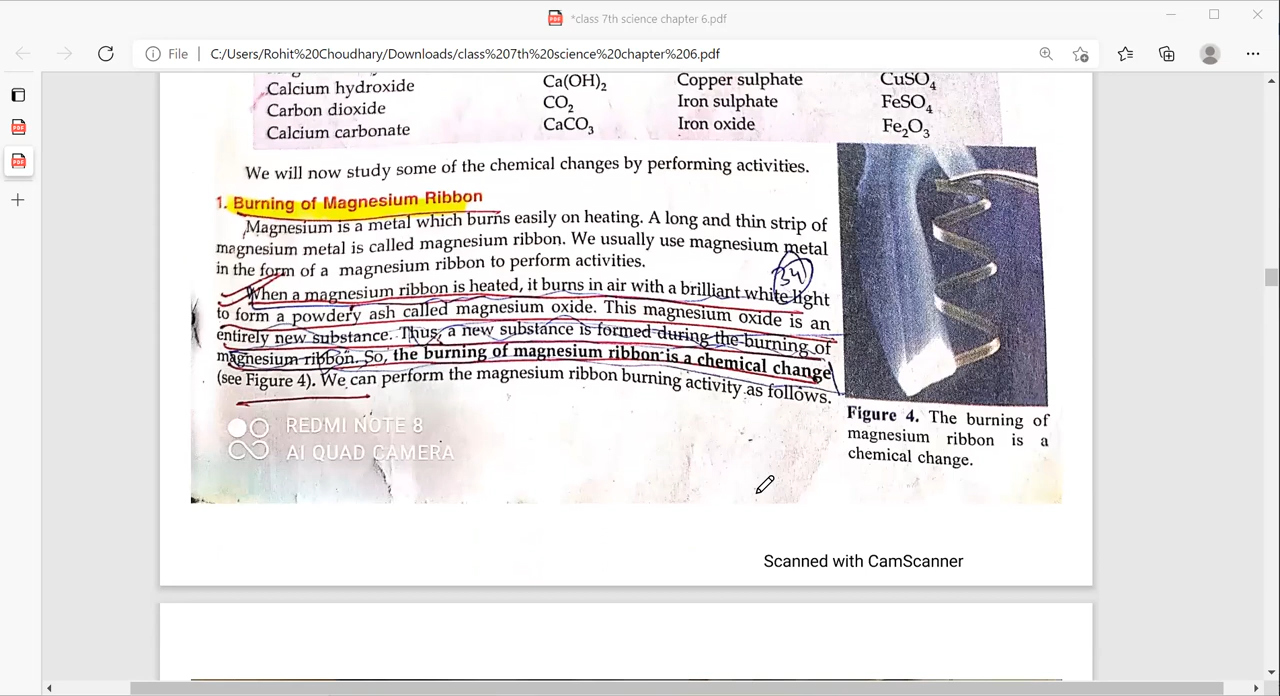 *class 7th science chapter 6.pdf
File | C:/Users/Rohit%20Choudhary/Downloads/class%207th%20science%20chapter%206.pdf
Calcium hydroxide Ca(OH)₂ Copper sulphate CuSO₄
Carbon dioxide CO₂ Iron sulphate FeSO₄
Calcium carbonate CaCO₃ Iron oxide Fe₂O₃
We will now study some of the chemical changes by performing activities.
1. Burning of Magnesium Ribbon
Magnesium is a metal which burns easily on heating. A long and thin strip of
magnesium metal is called magnesium ribbon. We usually use magnesium metal
in the form of a magnesium ribbon to perform activities.
34
When a magnesium ribbon is heated, it burns in air with a brilliant white light
to form a powdery ash called magnesium oxide. This magnesium oxide is an
entirely new substance. Thus, a new substance is formed during the burning of
magnesium ribbon. So, the burning of magnesium ribbon is a chemical change
(see Figure 4). We can perform the magnesium ribbon burning activity as follows.
REDMI NOTE 8
AI QUAD CAMERA
Figure 4. The burning of
magnesium ribbon is a
chemical change.
Scanned with CamScanner